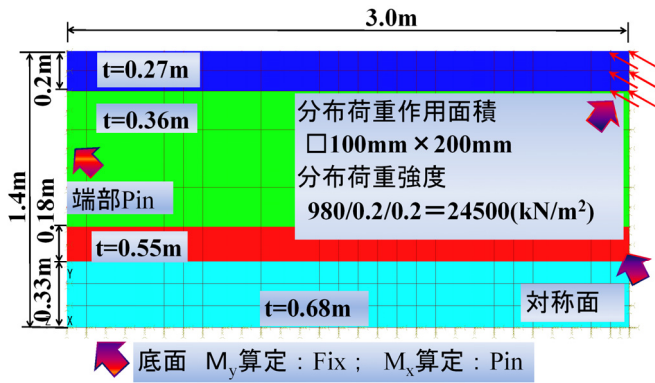 3.0m
0.2m
t=0.27m
t=0.36m
分布荷重作用面積
□100mm×200mm
分布荷重強度
980/0.2/0.2=24500(kN/m²)
1.4m
端部Pin
0.18m
t=0.55m
0.33m
Y
t=0.68m
対称面
Z X
底面 My算定:Fix; Mx算定:Pin